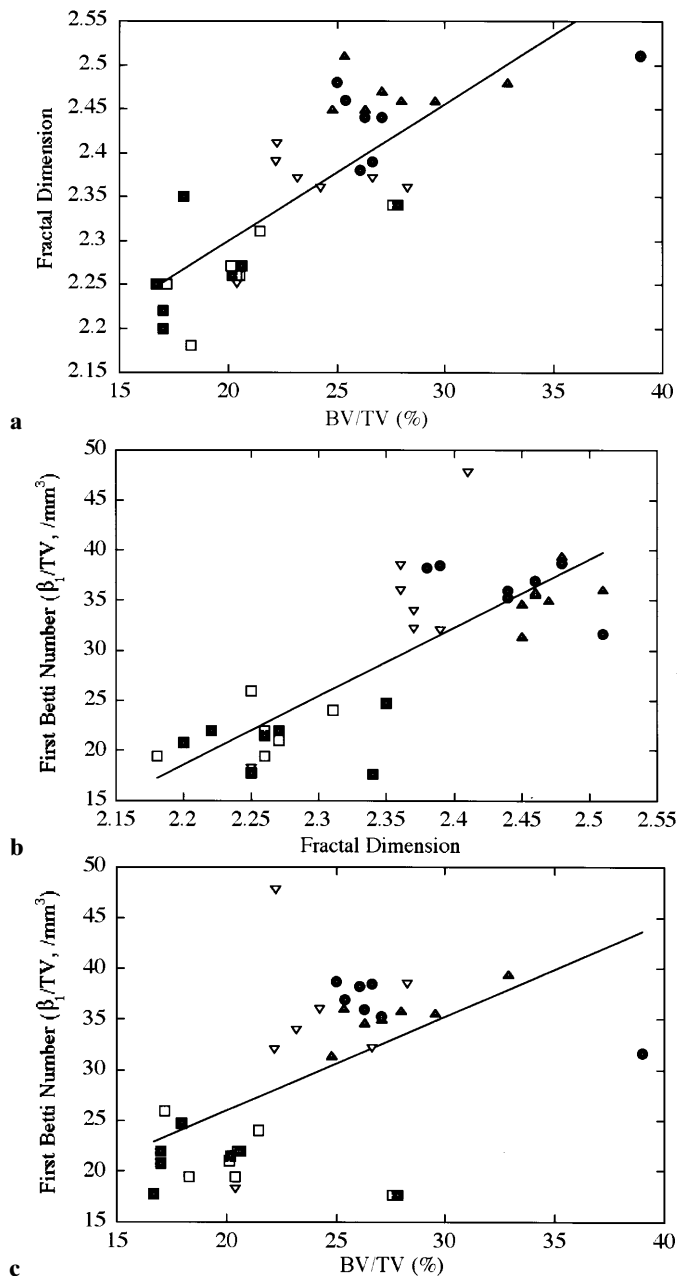 2.55
2.5
2.45
2.4
2.35
2.3
2.25
2.2
2.15
Fractal Dimension
15 20 25 30 35 40
BV/TV (%)
a
50
45
40
35
30
25
20
15
First Betti Number (β1/TV, /mm3)
2.15 2.2 2.25 2.3 2.35 2.4 2.45 2.5 2.55
Fractal Dimension
b
50
45
40
35
30
25
20
15
First Betti Number (β1/TV, /mm3)
15 20 25 30 35 40
BV/TV (%)
c